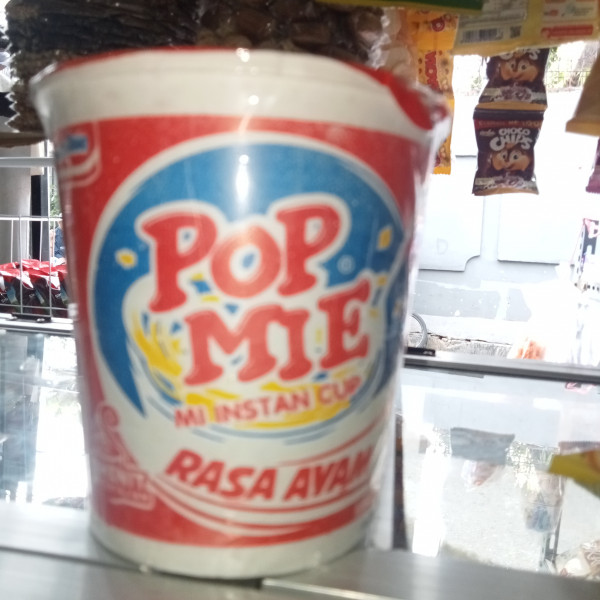 POP
MIE
MI INSTAN CUP
RASA AYAM
CHOCO
CHIPS